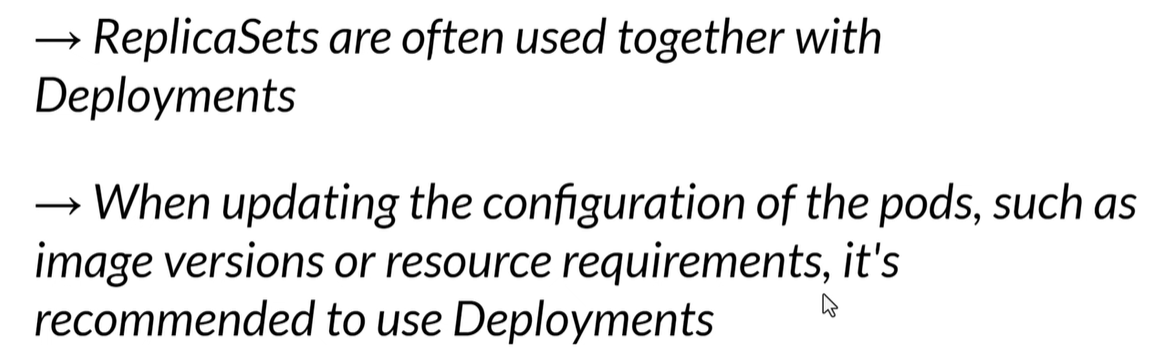 → ReplicaSets are often used together with
Deployments
→ When updating the configuration of the pods, such as
image versions or resource requirements, it's
recommended to use Deployments